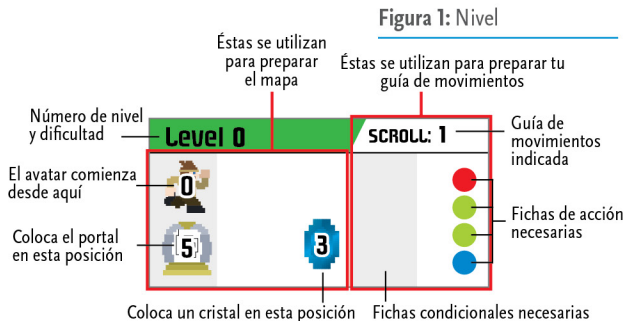 Figura 1: Nivel
Éstas se utilizan
para preparar
el mapa
Éstas se utilizan para preparar tu
guía de movimientos
Número de nivel
y dificultad
Level 0
SCROLL: 1
Guía de
movimientos
indicada
El avatar comienza
desde aquí
0
Coloca el portal
en esta posición
5
3
Fichas de acción
necesarias
Coloca un cristal en esta posición
Fichas condicionales necesarias